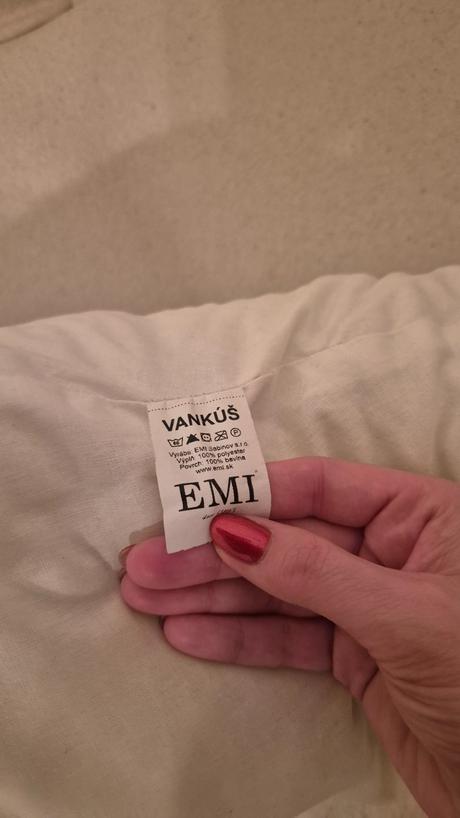 VANKÚŠ
Vyrába: EMI Sabinov s.r.o.
Výplň: 100% polyester
Povrch: 100% bavlna
www.emi.sk
EMI